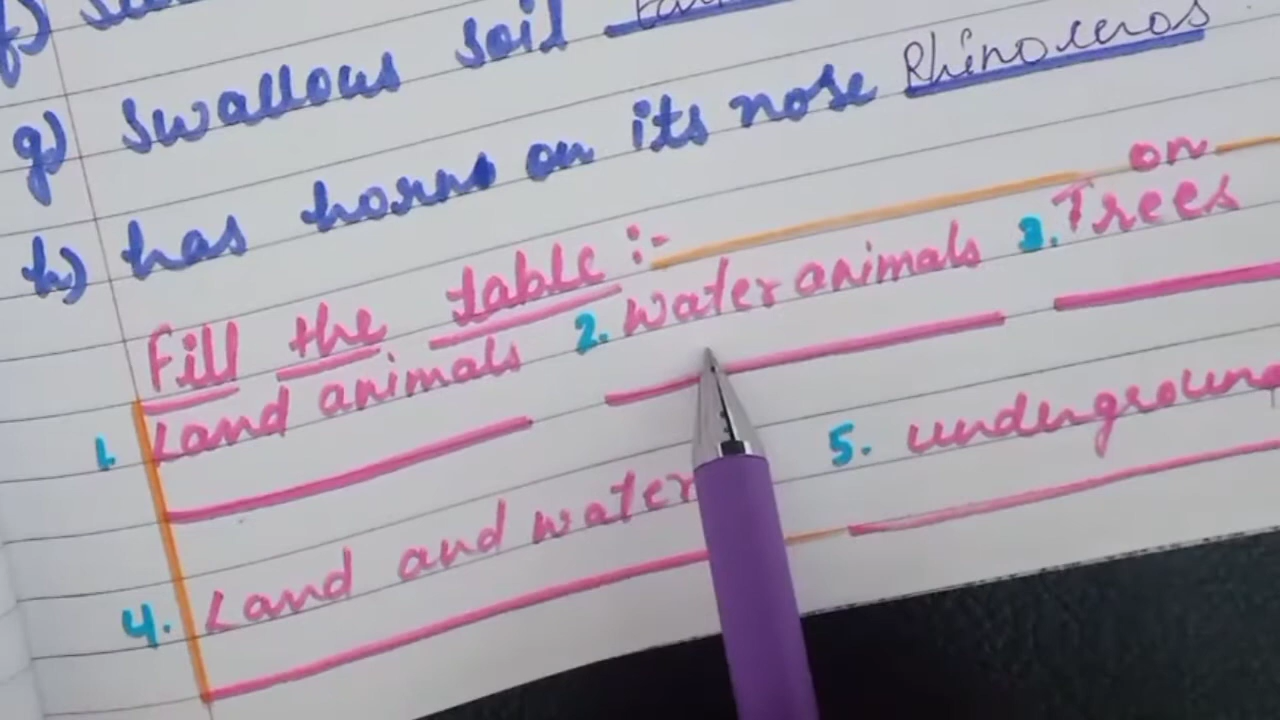 f)
g) Swallows soil
h) has horns on its nose Rhinoceros
Fill the table :-
1. Land animals 2. water animals 3. on Trees
4. Land and water 5. underground